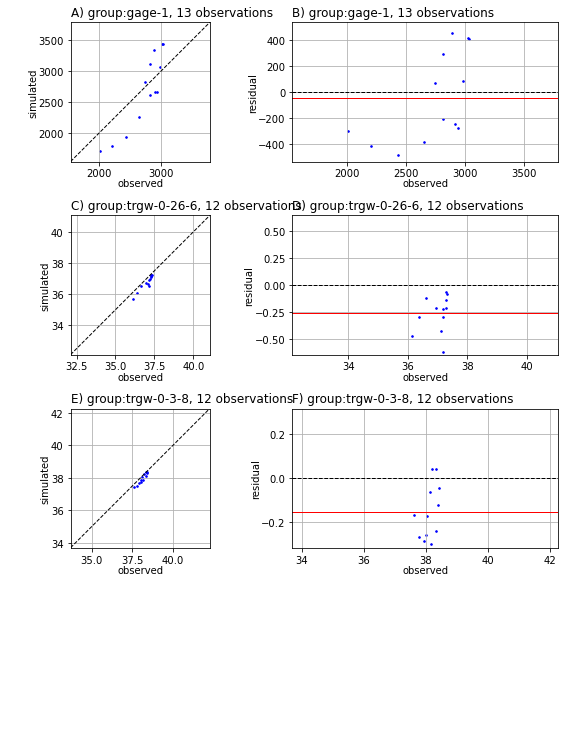 A) group:gage-1, 13 observations
3500
3000
2500
2000
simulated
2000
3000
observed
B) group:gage-1, 13 observations
400
200
0
−200
−400
residual
2000
2500
3000
3500
observed
C) group:trgw-0-26-6, 12 observations
40
38
36
34
simulated
32.5
35.0
37.5
40.0
observed
D) group:trgw-0-26-6, 12 observations
0.50
0.25
0.00
−0.25
−0.50
residual
34
36
38
40
observed
E) group:trgw-0-3-8, 12 observations
42
40
38
36
34
simulated
35.0
37.5
40.0
observed
F) group:trgw-0-3-8, 12 observations
0.2
0.0
−0.2
residual
34
36
38
40
42
observed